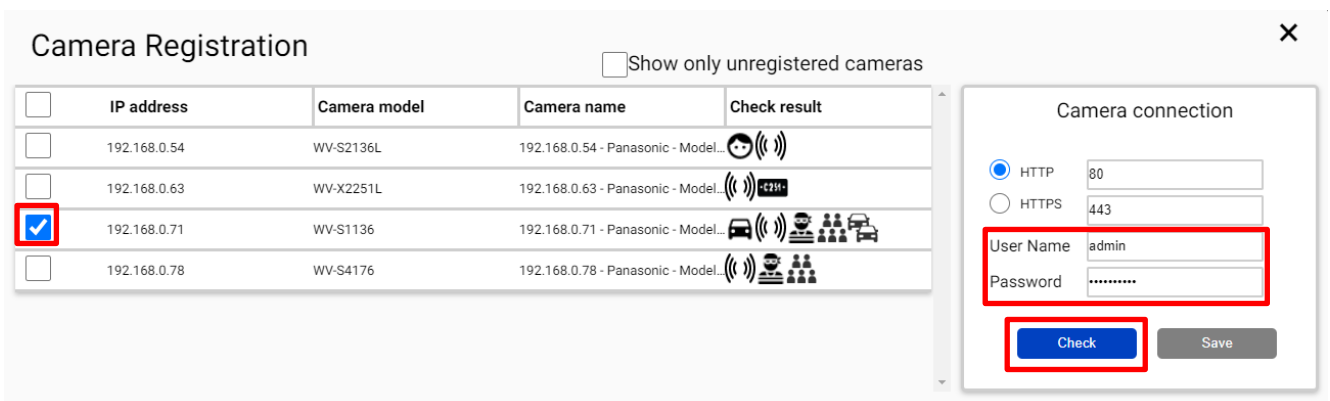 Camera Registration
Show only unregistered cameras
IP address Camera model Camera name Check result
192.168.0.54 WV-S2136L 192.168.0.54 - Panasonic - Model...
192.168.0.63 WV-X2251L 192.168.0.63 - Panasonic - Model... -C251-
192.168.0.71 WV-S1136 192.168.0.71 - Panasonic - Model...
192.168.0.78 WV-S4176 192.168.0.78 - Panasonic - Model...
Camera connection
HTTP 80
HTTPS 443
User Name admin
Password ••••••••••
Check Save